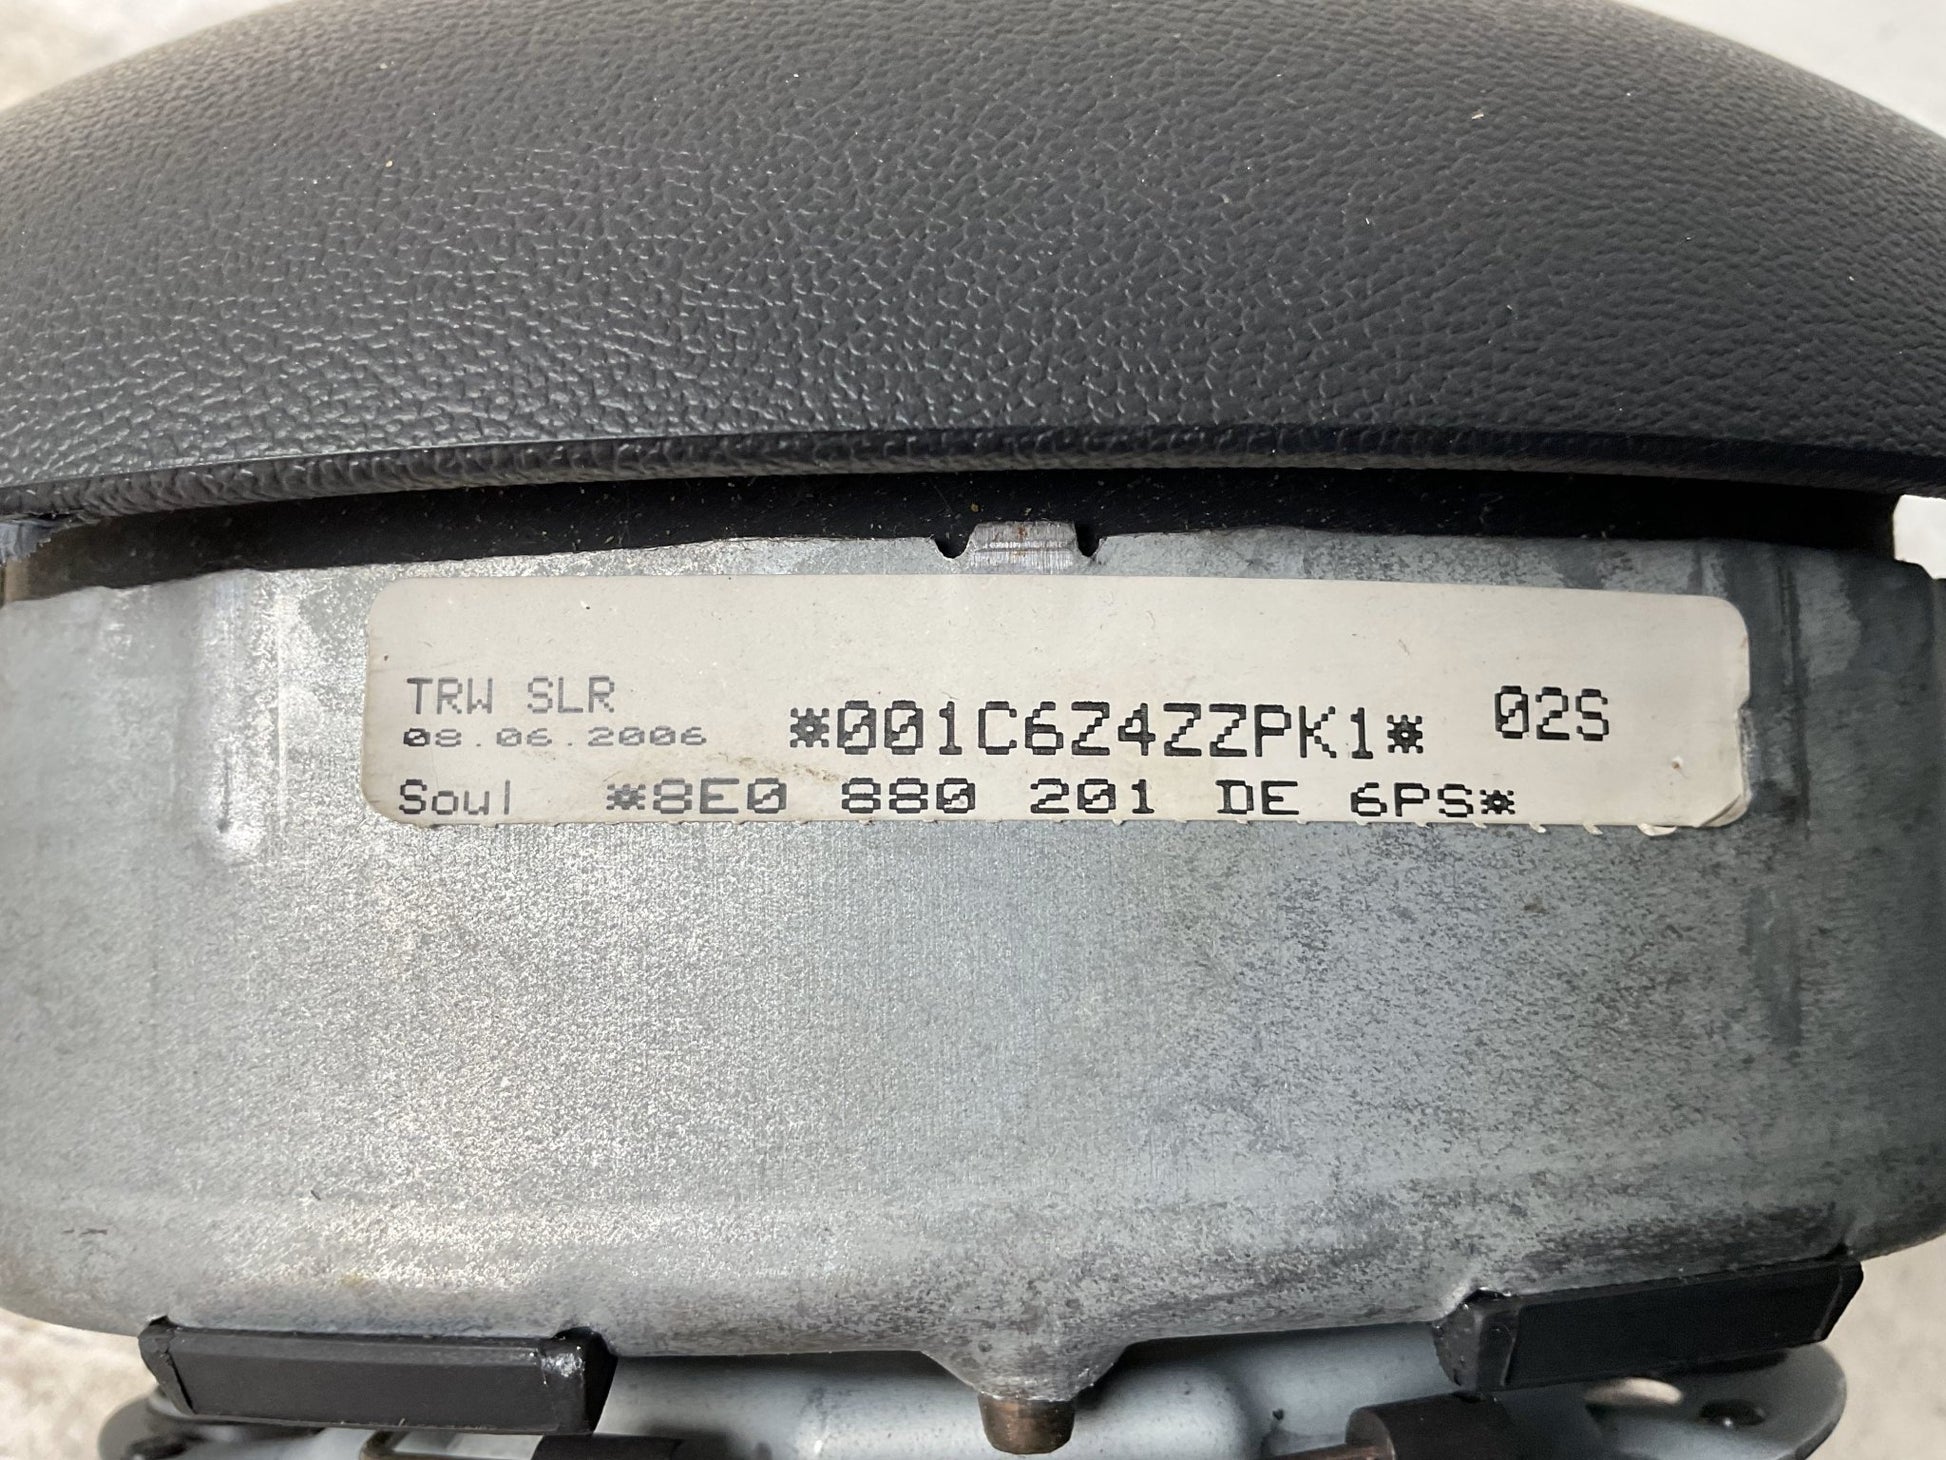 TRW SLR
08.06.2006 *001C6Z4ZZPK1* 02S
Soul *8E0 880 201 DE 6PS*